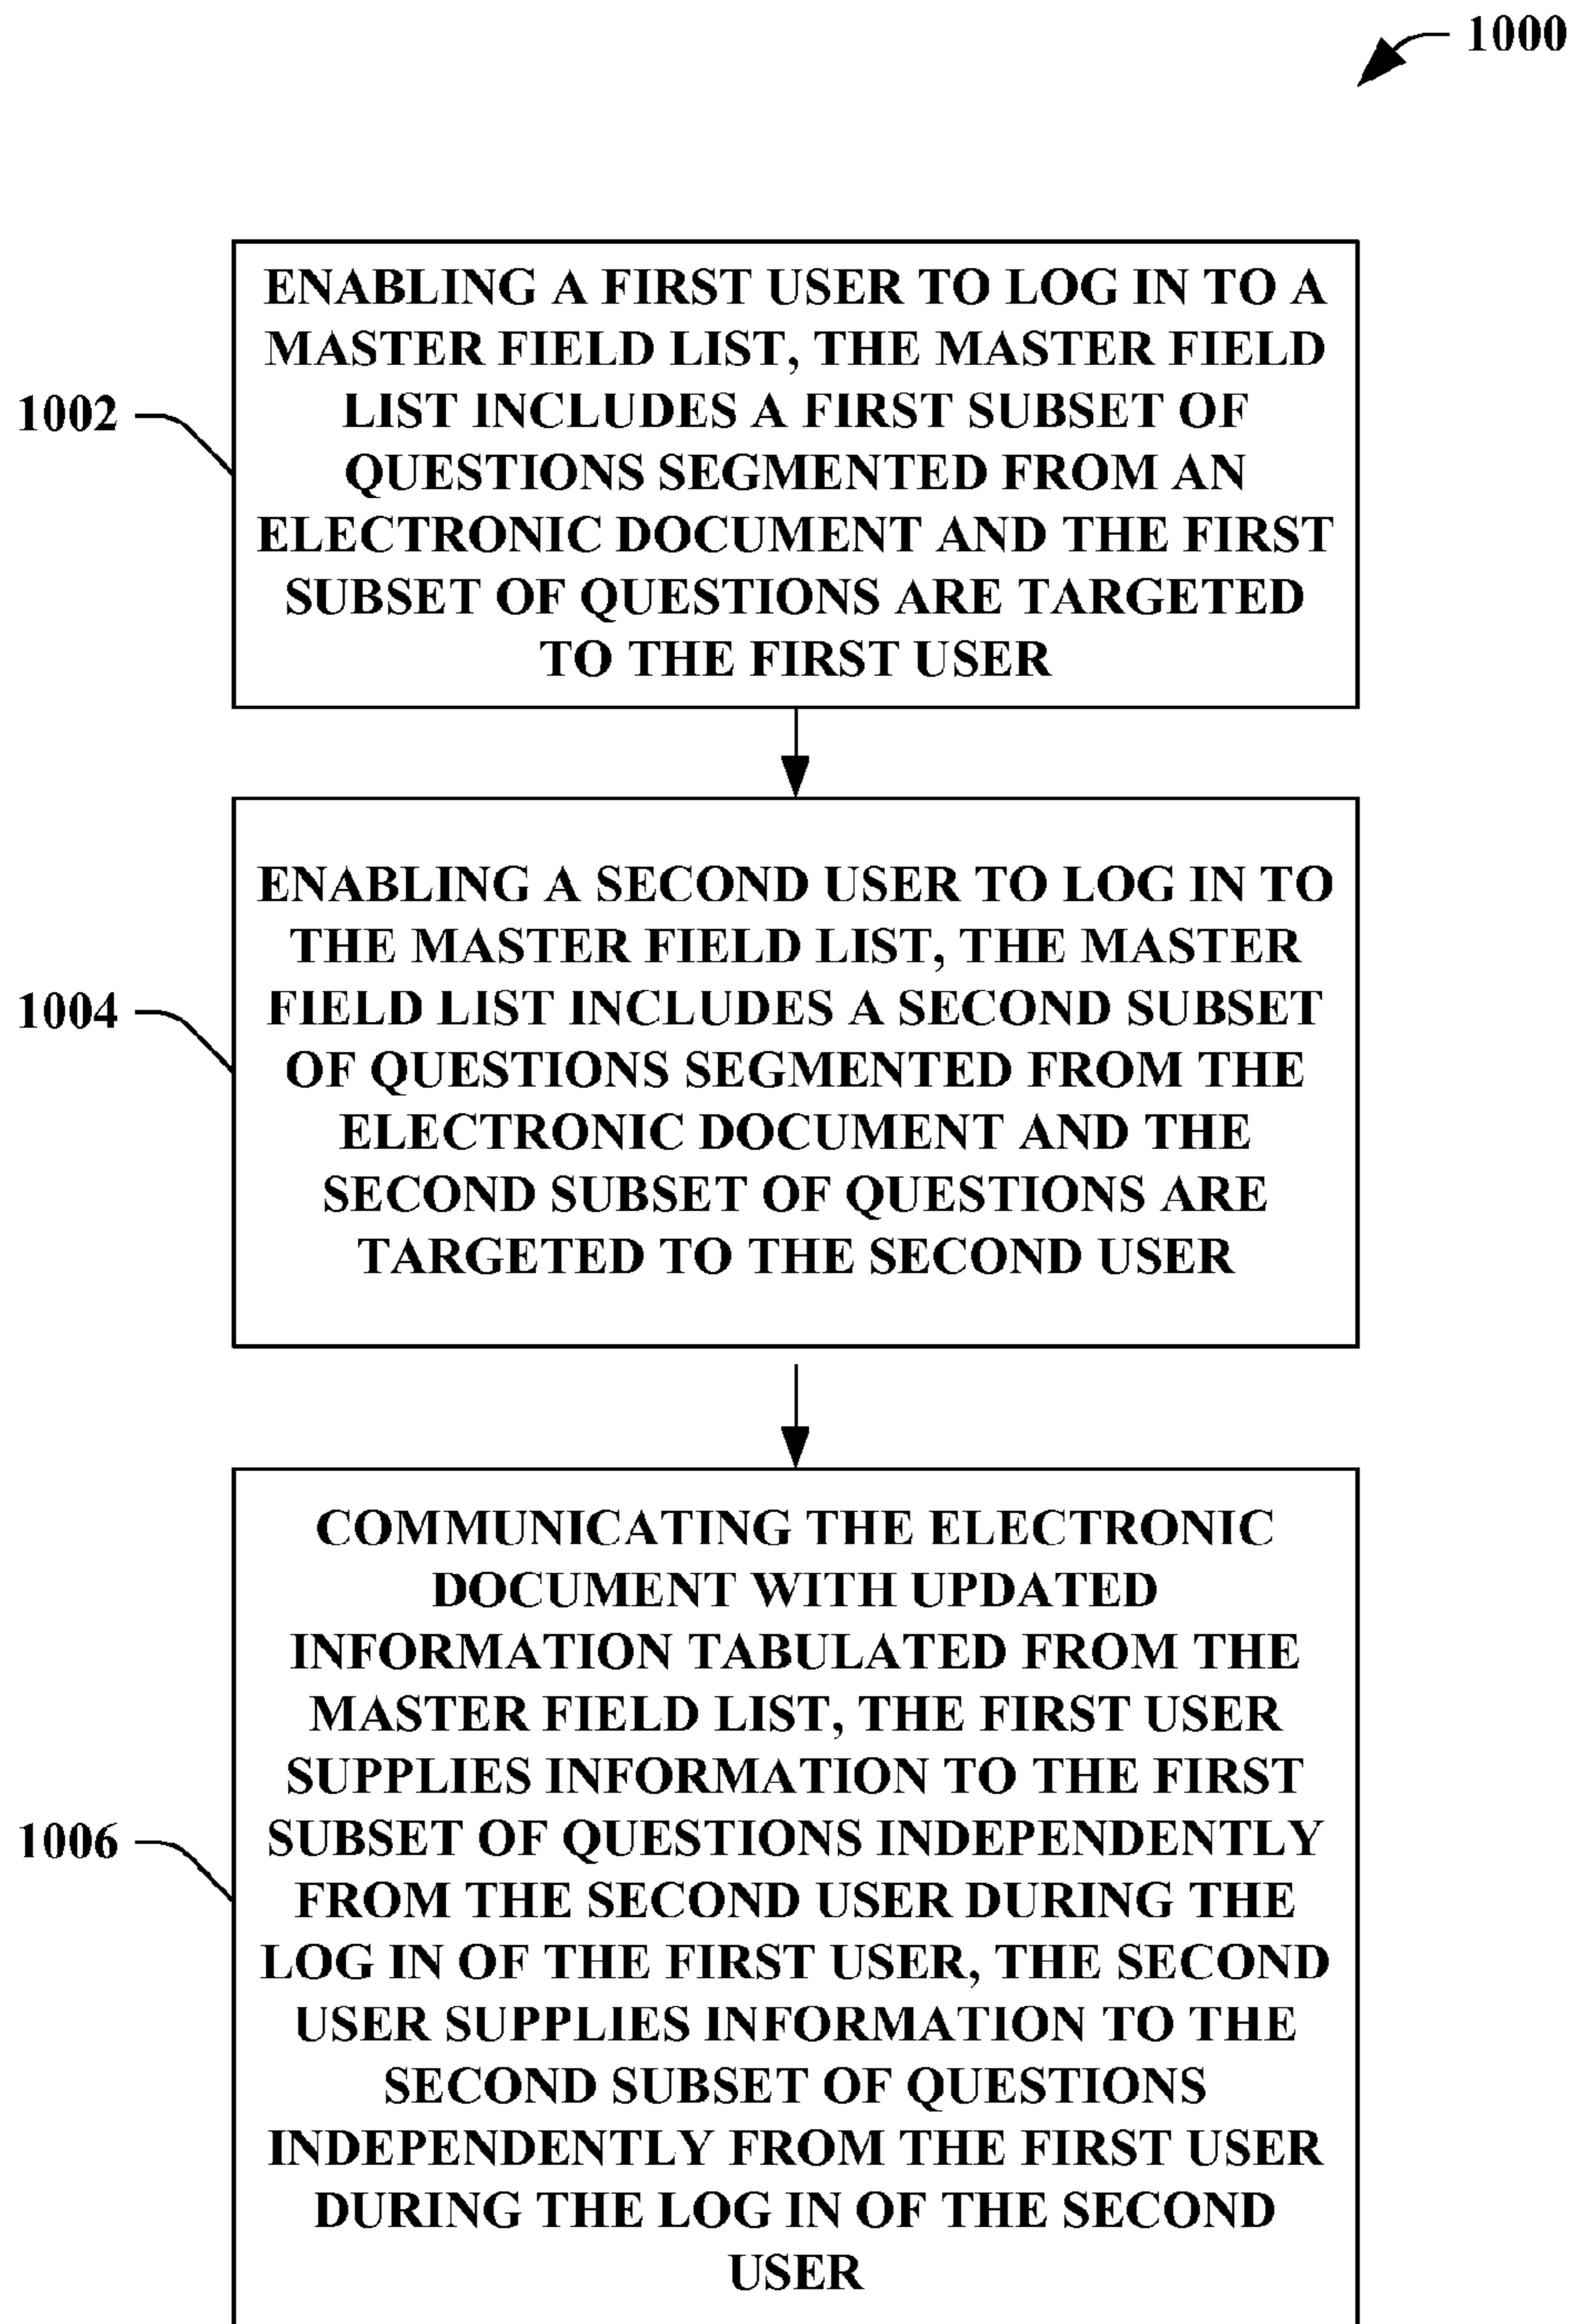 1000
ENABLING A FIRST USER TO LOG IN TO A
MASTER FIELD LIST, THE MASTER FIELD
LIST INCLUDES A FIRST SUBSET OF
QUESTIONS SEGMENTED FROM AN
ELECTRONIC DOCUMENT AND THE FIRST
SUBSET OF QUESTIONS ARE TARGETED
TO THE FIRST USER
1002
ENABLING A SECOND USER TO LOG IN TO
THE MASTER FIELD LIST, THE MASTER
FIELD LIST INCLUDES A SECOND SUBSET
OF QUESTIONS SEGMENTED FROM THE
ELECTRONIC DOCUMENT AND THE
SECOND SUBSET OF QUESTIONS ARE
TARGETED TO THE SECOND USER
1004
COMMUNICATING THE ELECTRONIC
DOCUMENT WITH UPDATED
INFORMATION TABULATED FROM THE
MASTER FIELD LIST, THE FIRST USER
SUPPLIES INFORMATION TO THE FIRST
SUBSET OF QUESTIONS INDEPENDENTLY
FROM THE SECOND USER DURING THE
LOG IN OF THE FIRST USER, THE SECOND
USER SUPPLIES INFORMATION TO THE
SECOND SUBSET OF QUESTIONS
INDEPENDENTLY FROM THE FIRST USER
DURING THE LOG IN OF THE SECOND
USER
1006